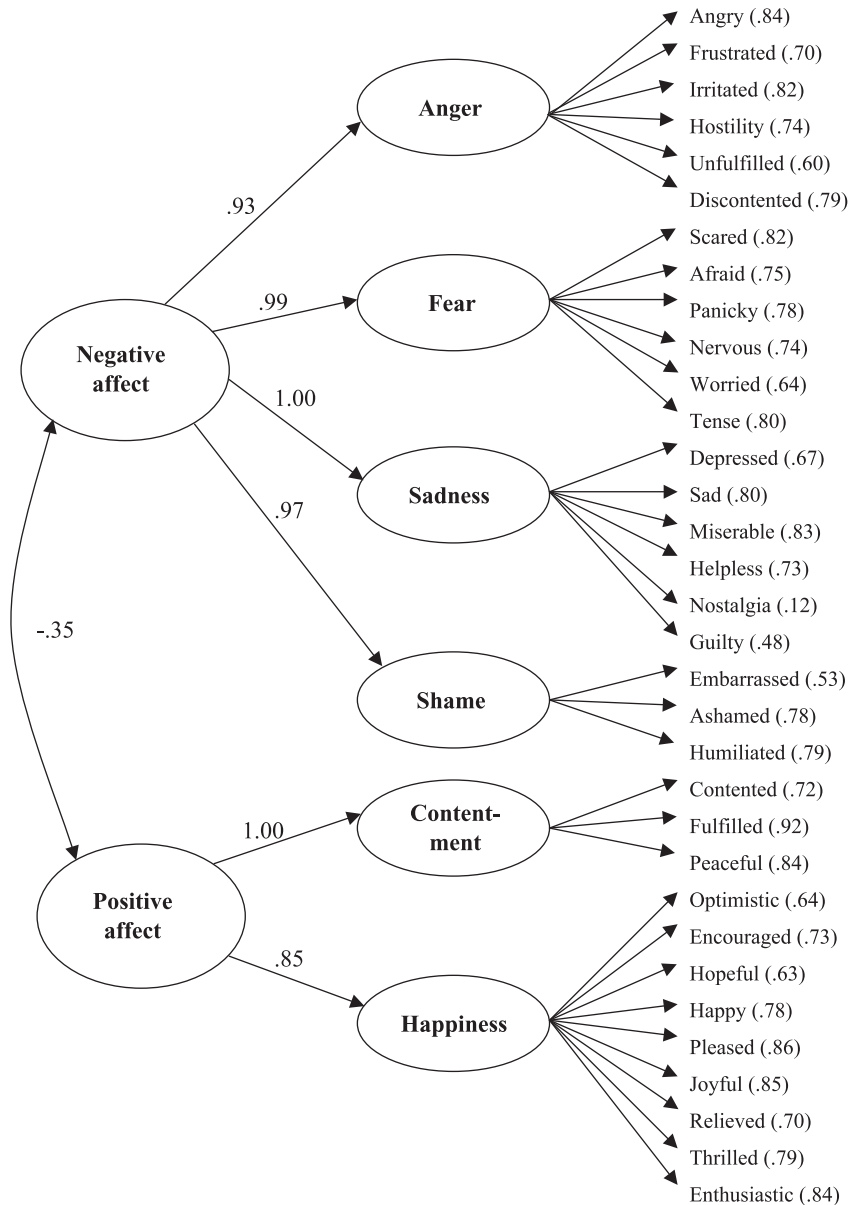 Angry (.84)
Frustrated (.70)
Anger
Irritated (.82)
Hostility (.74)
Unfulfilled (.60)
Discontented (.79)
.93
Scared (.82)
Afraid (.75)
.99
Fear
Panicky (.78)
Nervous (.74)
Negative
affect
Worried (.64)
Tense (.80)
1.00
Depressed (.67)
Sadness
Sad (.80)
Miserable (.83)
.97
Helpless (.73)
Nostalgia (.12)
Guilty (.48)
-.35
Embarrassed (.53)
Shame
Ashamed (.78)
Humiliated (.79)
Contented (.72)
1.00
Content-
ment
Fulfilled (.92)
Peaceful (.84)
Positive
affect
Optimistic (.64)
Encouraged (.73)
.85
Hopeful (.63)
Happiness
Happy (.78)
Pleased (.86)
Joyful (.85)
Relieved (.70)
Thrilled (.79)
Enthusiastic (.84)